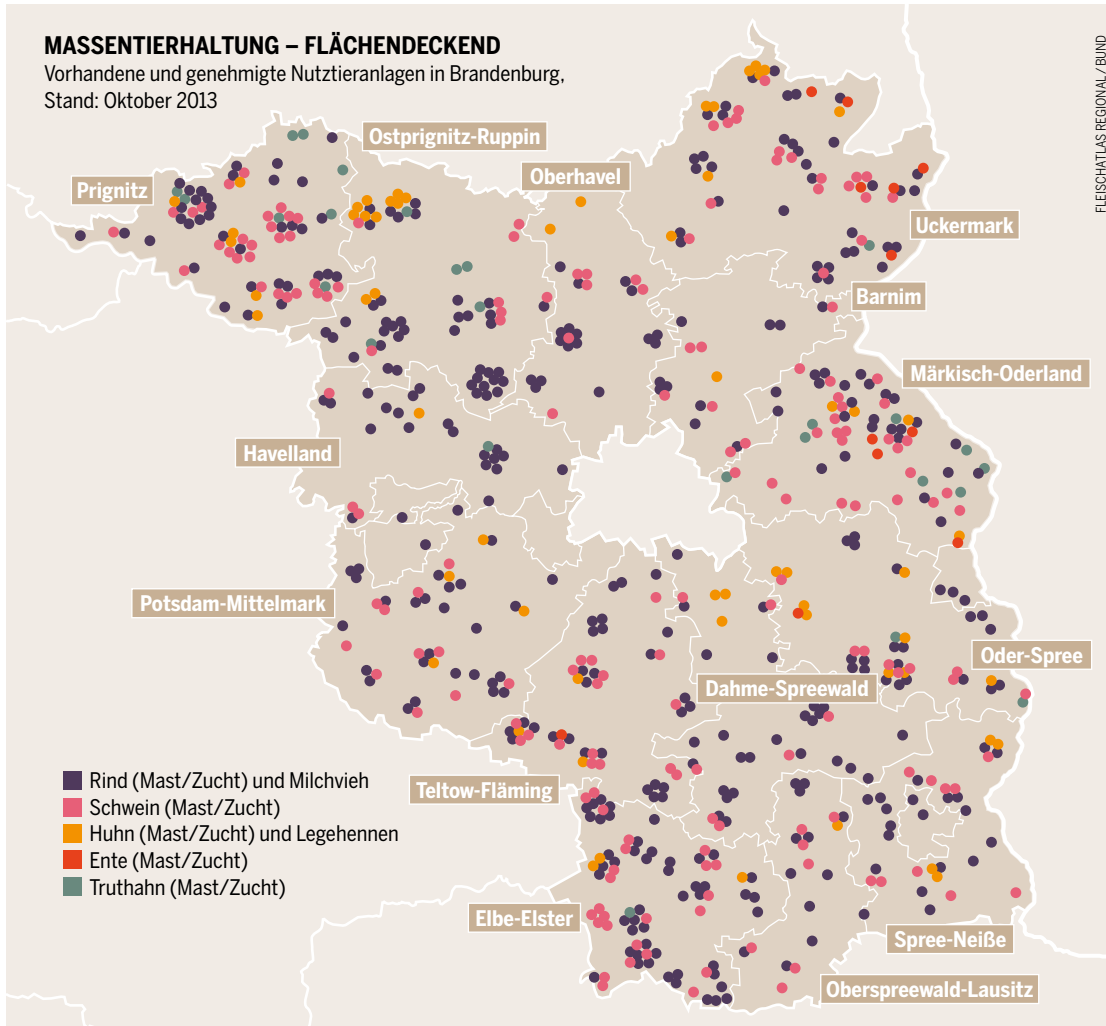 MASSENTIERHALTUNG – FLÄCHENDECKEND
Vorhandene und genehmigte Nutztieranlagen in Brandenburg,
Stand: Oktober 2013
FLEISCHATLAS REGIONAL / BUND
Ostprignitz-Ruppin
Prignitz
Oberhavel
Uckermark
Barnim
Märkisch-Oderland
Havelland
Potsdam-Mittelmark
Oder-Spree
Dahme-Spreewald
Teltow-Fläming
Rind (Mast/Zucht) und Milchvieh
Schwein (Mast/Zucht)
Huhn (Mast/Zucht) und Legehennen
Ente (Mast/Zucht)
Truthahn (Mast/Zucht)
Elbe-Elster
Spree-Neiße
Oberspreewald-Lausitz